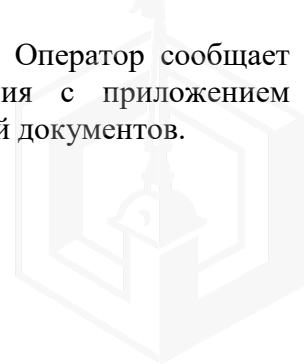 Оператор сообщает
ия с приложением
й документов.